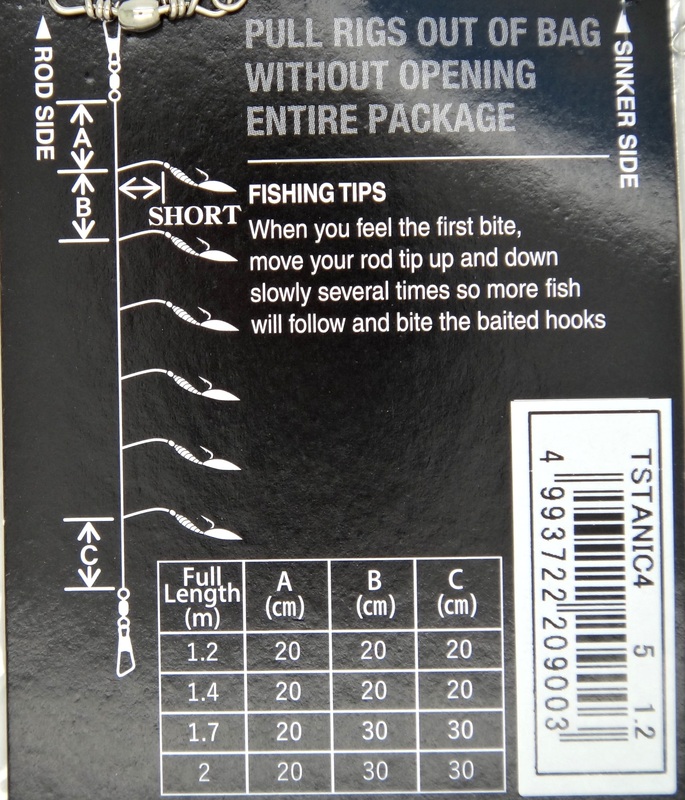 PULL RIGS OUT OF BAG
WITHOUT OPENING
ENTIRE PACKAGE
ROD SIDE
SINKER SIDE
A
B
SHORT
C
FISHING TIPS
When you feel the first bite,
move your rod tip up and down
slowly several times so more fish
will follow and bite the baited hooks
Full Length (m) A (cm) B (cm) C (cm)
1.2 20 20 20
1.4 20 20 20
1.7 20 30 30
2 20 30 30
TSTANIC4 5 1.2
4 993722 209003